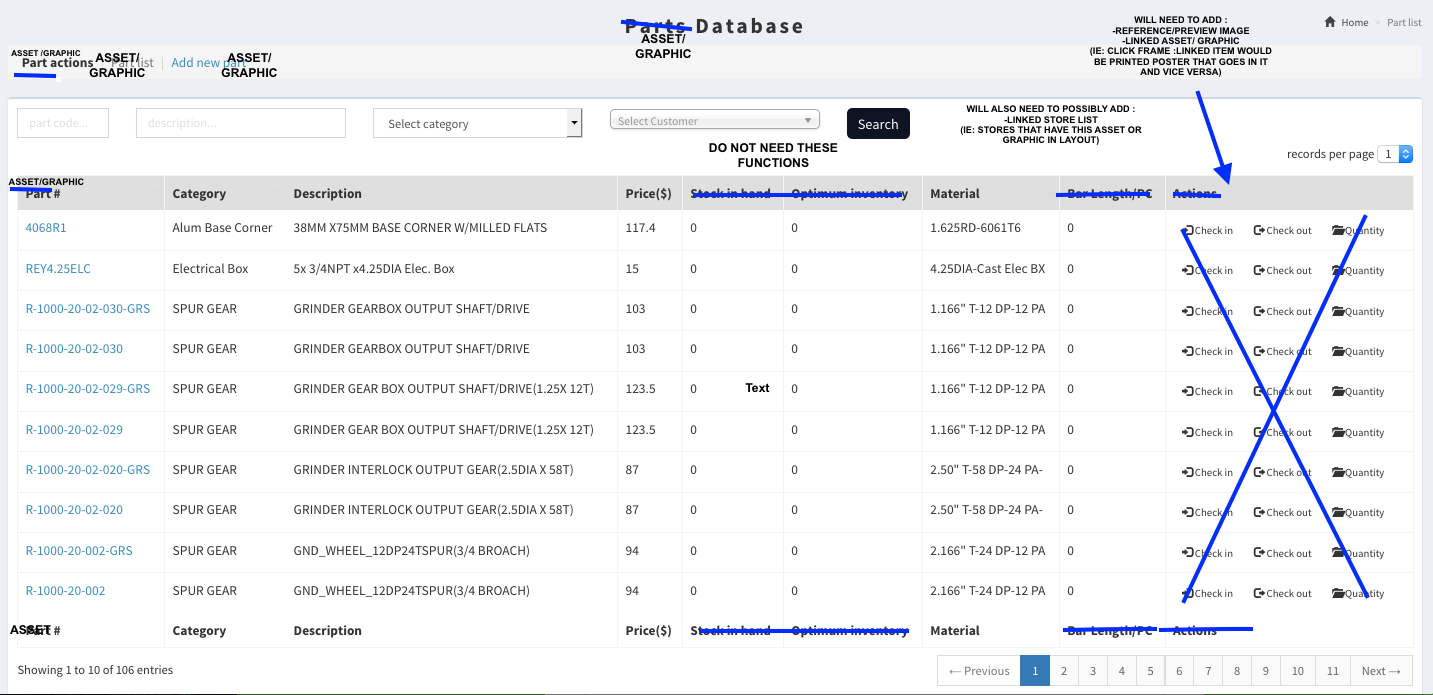 Parts Database
ASSET/
GRAPHIC
WILL NEED TO ADD :
-REFERENCE/PREVIEW IMAGE
-LINKED ASSET/ GRAPHIC
(IE: CLICK FRAME :LINKED ITEM WOULD
BE PRINTED POSTER THAT GOES IN IT
AND VICE VERSA)
Home > Part list
ASSET /GRAPHIC
ASSET/
GRAPHIC
ASSET/
GRAPHIC
Part actions Part list | Add new part
part code... description... Select category Select Customer Search
WILL ALSO NEED TO POSSIBLY ADD :
-LINKED STORE LIST
(IE: STORES THAT HAVE THIS ASSET OR
GRAPHIC IN LAYOUT)
DO NOT NEED THESE
FUNCTIONS
records per page 1
ASSET/GRAPHIC
Part # Category Description Price($) Stock in hand Optimum inventory Material Bar Length/PC Actions
4068R1 Alum Base Corner 38MM X75MM BASE CORNER W/MILLED FLATS 117.4 0 0 1.625RD-6061T6 0 Check in Check out Quantity
REY4.25ELC Electrical Box 5x 3/4NPT x4.25DIA Elec. Box 15 0 0 4.25DIA-Cast Elec BX 0 Check in Check out Quantity
R-1000-20-02-030-GRS SPUR GEAR GRINDER GEARBOX OUTPUT SHAFT/DRIVE 103 0 0 1.166" T-12 DP-12 PA 0 Check in Check out Quantity
R-1000-20-02-030 SPUR GEAR GRINDER GEARBOX OUTPUT SHAFT/DRIVE 103 0 0 1.166" T-12 DP-12 PA 0 Check in Check out Quantity
R-1000-20-02-029-GRS SPUR GEAR GRINDER GEAR BOX OUTPUT SHAFT/DRIVE(1.25X 12T) 123.5 0 Text 0 1.166" T-12 DP-12 PA 0 Check in Check out Quantity
R-1000-20-02-029 SPUR GEAR GRINDER GEAR BOX OUTPUT SHAFT/DRIVE(1.25X 12T) 123.5 0 0 1.166" T-12 DP-12 PA 0 Check in Check out Quantity
R-1000-20-02-020-GRS SPUR GEAR GRINDER INTERLOCK OUTPUT GEAR(2.5DIA X 58T) 87 0 0 2.50" T-58 DP-24 PA- 0 Check in Check out Quantity
R-1000-20-02-020 SPUR GEAR GRINDER INTERLOCK OUTPUT GEAR(2.5DIA X 58T) 87 0 0 2.50" T-58 DP-24 PA- 0 Check in Check out Quantity
R-1000-20-002-GRS SPUR GEAR GND_WHEEL_12DP24TSPUR(3/4 BROACH) 94 0 0 2.166" T-24 DP-12 PA 0 Check in Check out Quantity
R-1000-20-002 SPUR GEAR GND_WHEEL_12DP24TSPUR(3/4 BROACH) 94 0 0 2.166" T-24 DP-12 PA 0 Check in Check out Quantity
ASSET
Part # Category Description Price($) Stock in hand Optimum inventory Material Bar Length/PC Actions
Showing 1 to 10 of 106 entries
← Previous 1 2 3 4 5 6 7 8 9 10 11 Next →